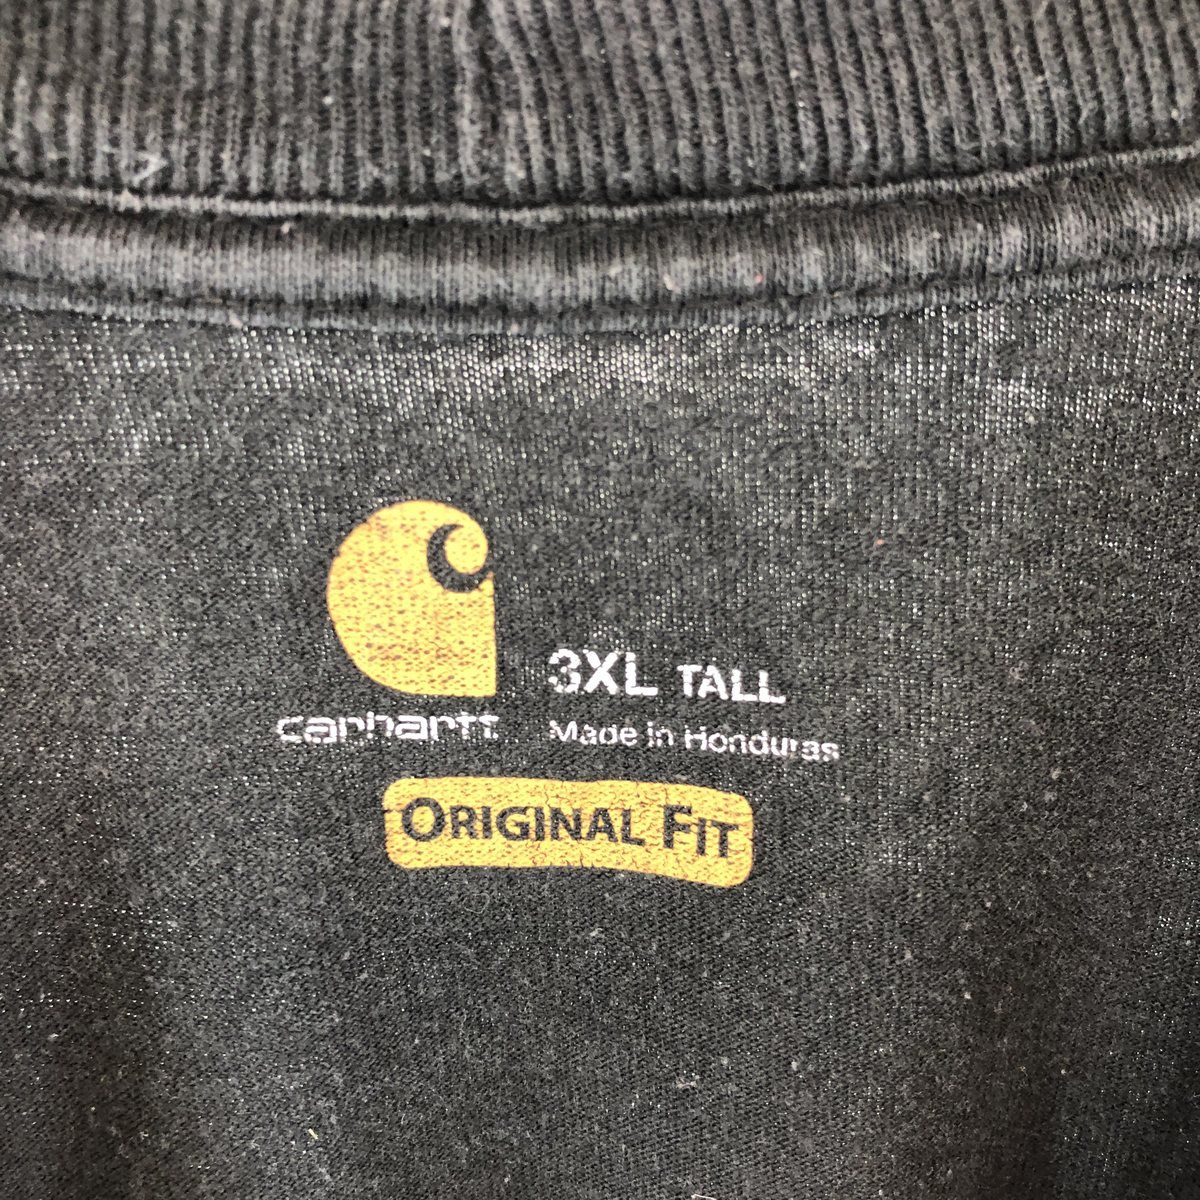 3XL TALL
carhartt
Made in Honduras
ORIGINAL FIT